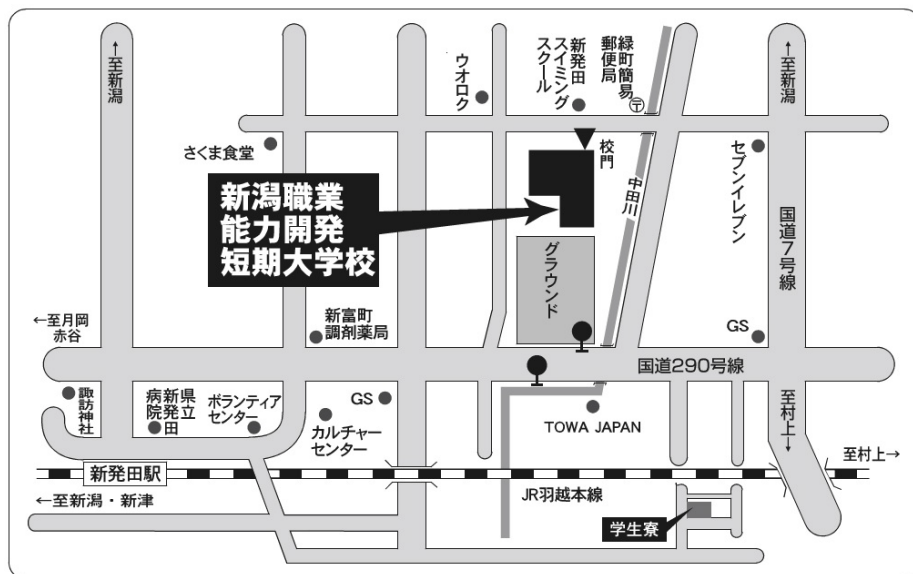 ←至新潟
ウオロク
新発田
スイミング
スクール
緑町簡易
郵便局
〒
←至新潟
さくま食堂
校門
セブンイレブン
中田川
新潟職業
能力開発
短期大学校
国道7号線
グラウンド
←至月岡
赤谷
新富町
調剤薬局
GS
国道290号線
諏訪神社
県立
新発田
病院
ボランティア
センター
GS
カルチャー
センター
TOWA JAPAN
至村上→
至村上→
新発田駅
←至新潟・新津
JR羽越本線
学生寮